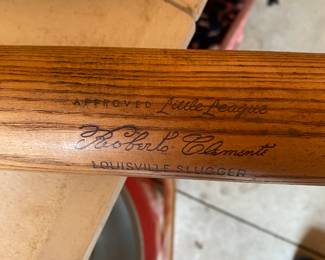 APPROVED Little League
Roberto Clemente
LOUISVILLE SLUGGER